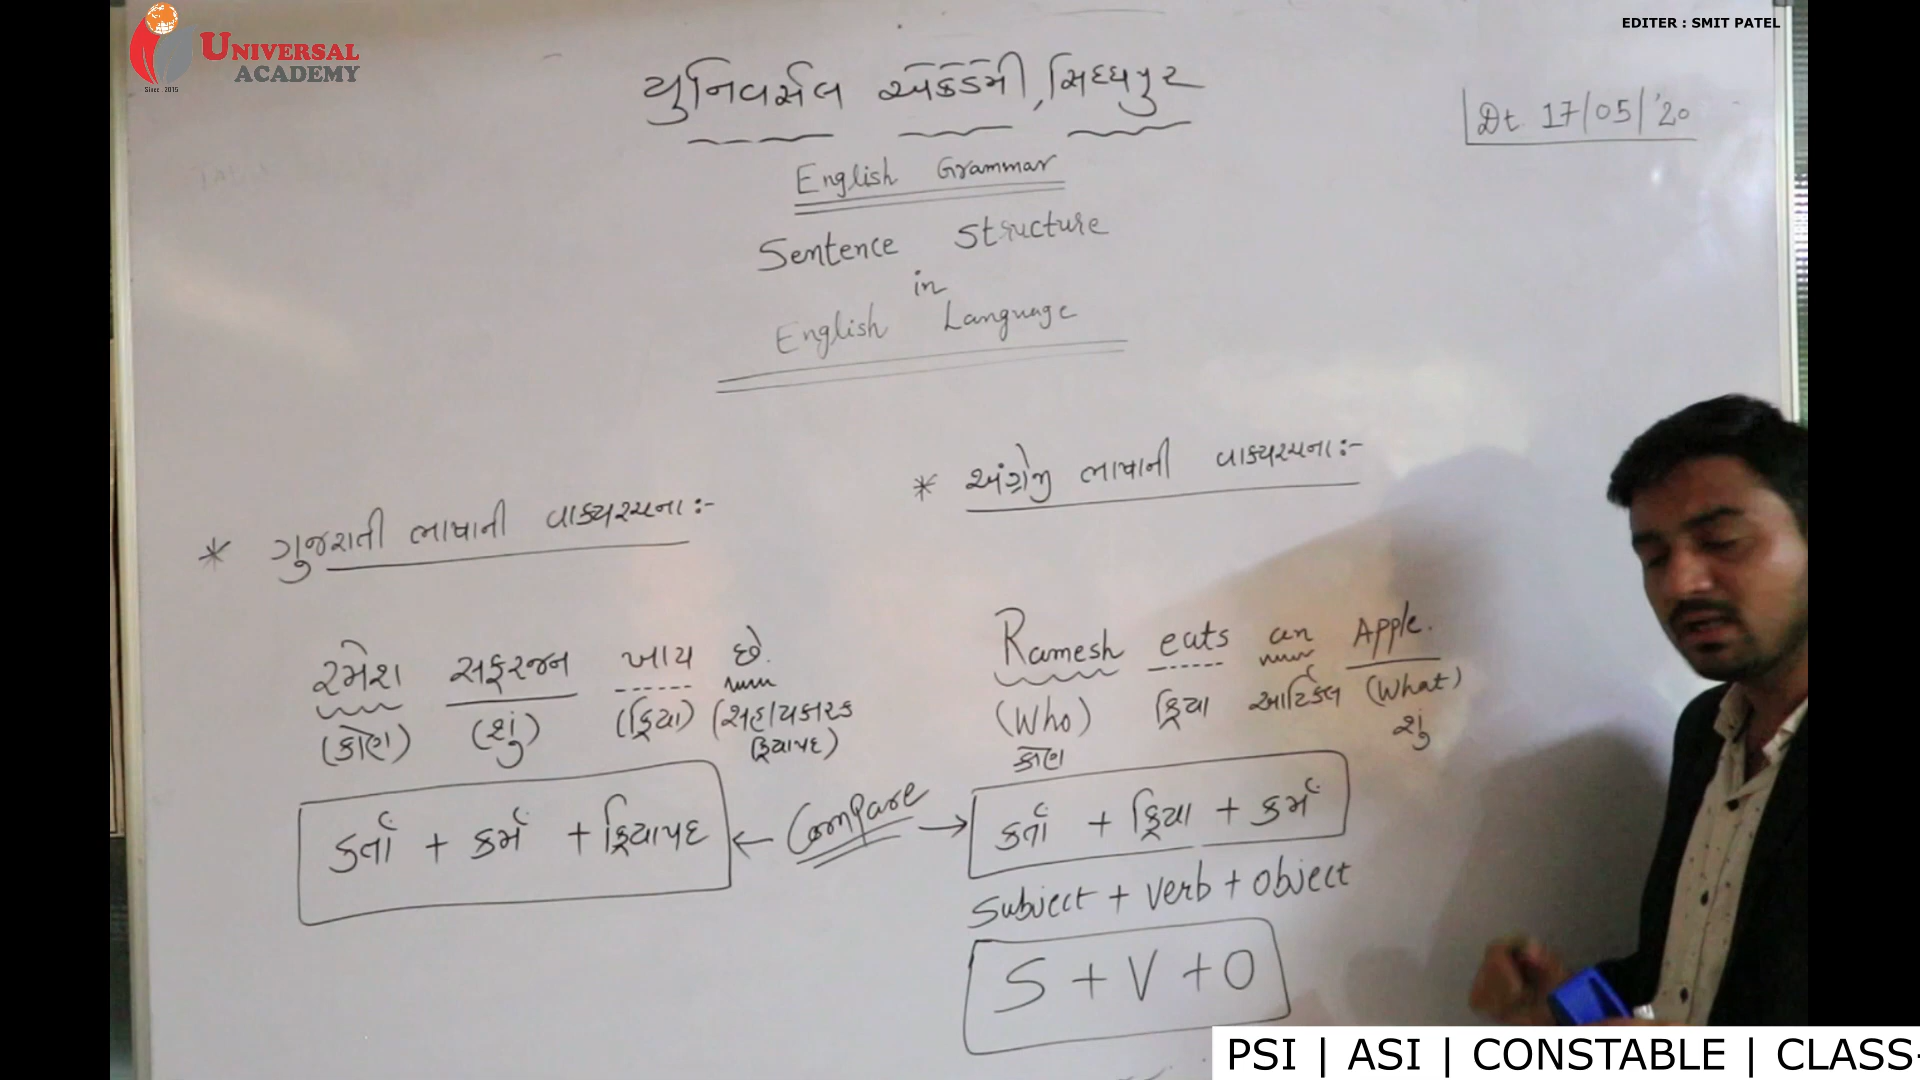 UNIVERSAL
ACADEMY
Since 2015
EDITER : SMIT PATEL
યુનિવર્સલ એકેડેમી, સિધ્ધપુર
Dt. 17/05/'20
English Grammar
Sentence Structure
in
English Language
* ગુજરાતી ભાષાની વાક્યરચના:-
રમેશ સફરજન ખાય છે.
(કોણ) (શું) (ક્રિયા) (સહાયકારક
ક્રિયાપદ)
કર્તા + કર્મ + ક્રિયાપદ
← Compare →
* અંગ્રેજી ભાષાની વાક્યરચના:-
Ramesh eats an Apple.
(Who) ક્રિયા આર્ટિકલ (What)
કોણ શું
કર્તા + ક્રિયા + કર્મ
Subject + Verb + Object
S + V + O
PSI | ASI | CONSTABLE | CLASS-